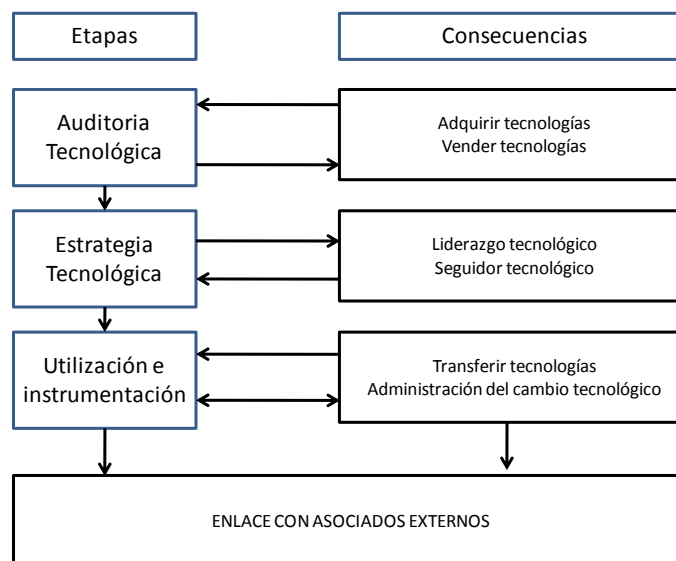 Etapas
Consecuencias
Auditoria
Tecnológica
Adquirir tecnologías
Vender tecnologías
Estrategia
Tecnológica
Liderazgo tecnológico
Seguidor tecnológico
Utilización e
instrumentación
Transferir tecnologías
Administración del cambio tecnológico
ENLACE CON ASOCIADOS EXTERNOS